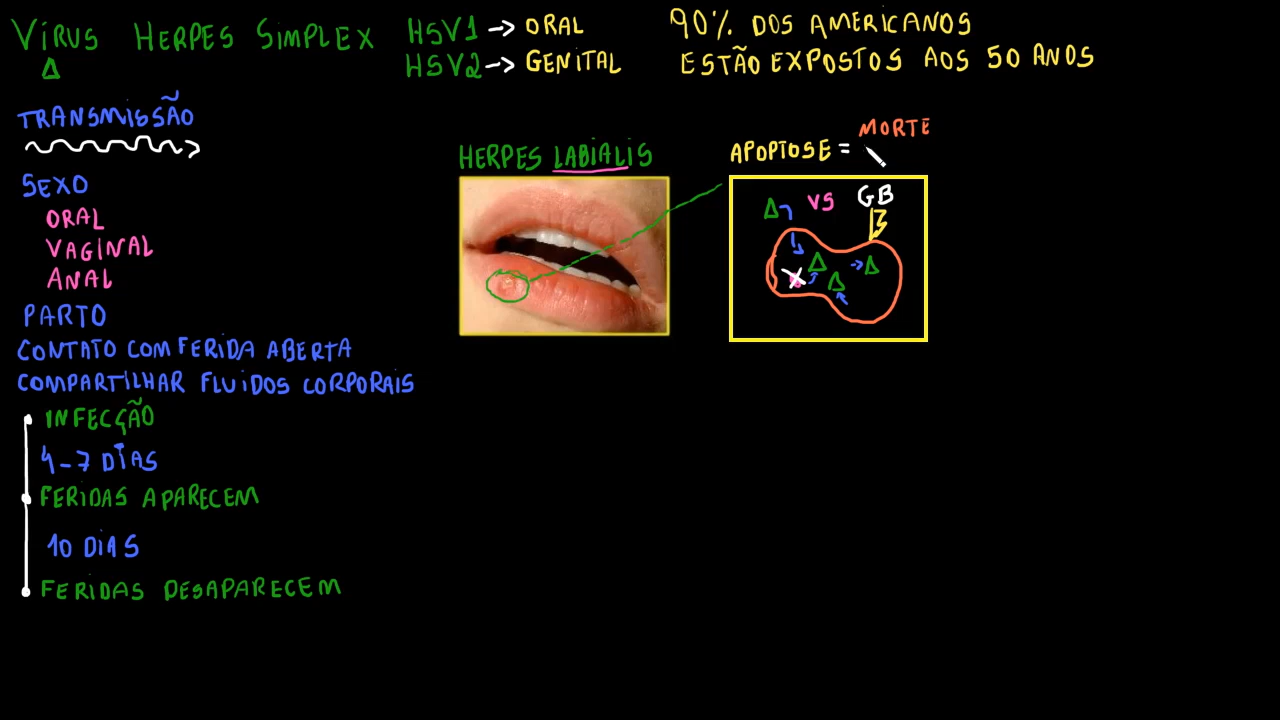 VÍRUS HERPES SIMPLEX
HSV1 → ORAL
HSV2 → GENITAL
90% DOS AMERICANOS
ESTÃO EXPOSTOS AOS 50 ANOS
TRANSMISSÃO
SEXO
ORAL
VAGINAL
ANAL
PARTO
CONTATO COM FERIDA ABERTA
COMPARTILHAR FLUIDOS CORPORAIS
INFECÇÃO
4-7 DIAS
FERIDAS APARECEM
10 DIAS
FERIDAS DESAPARECEM
HERPES LABIALIS
APOPTOSE = MORTE
VS GB